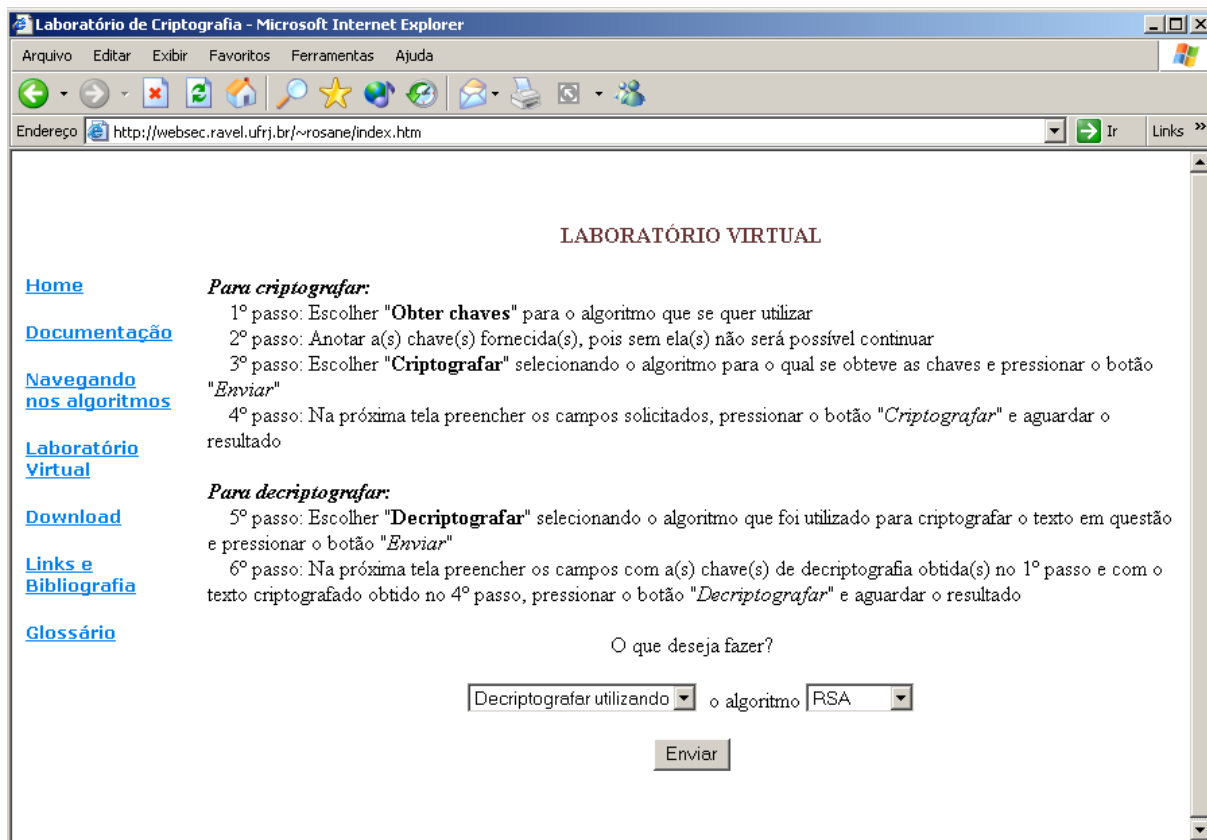 Laboratório de Criptografia - Microsoft Internet Explorer
Arquivo Editar Exibir Favoritos Ferramentas Ajuda
Endereço http://websec.ravel.ufrj.br/~rosane/index.htm Ir Links »
LABORATÓRIO VIRTUAL
Home
Documentação
Navegando
nos algoritmos
Laboratório
Virtual
Download
Links e
Bibliografia
Glossário
Para criptografar:
1º passo: Escolher "Obter chaves" para o algoritmo que se quer utilizar
2º passo: Anotar a(s) chave(s) fornecida(s), pois sem ela(s) não será possível continuar
3º passo: Escolher "Criptografar" selecionando o algoritmo para o qual se obteve as chaves e pressionar o botão
"Enviar"
4º passo: Na próxima tela preencher os campos solicitados, pressionar o botão "Criptografar" e aguardar o
resultado
Para decriptografar:
5º passo: Escolher "Decriptografar" selecionando o algoritmo que foi utilizado para criptografar o texto em questão
e pressionar o botão "Enviar"
6º passo: Na próxima tela preencher os campos com a(s) chave(s) de decriptografia obtida(s) no 1º passo e com o
texto criptografado obtido no 4º passo, pressionar o botão "Decriptografar" e aguardar o resultado
O que deseja fazer?
Decriptografar utilizando o algoritmo RSA
Enviar